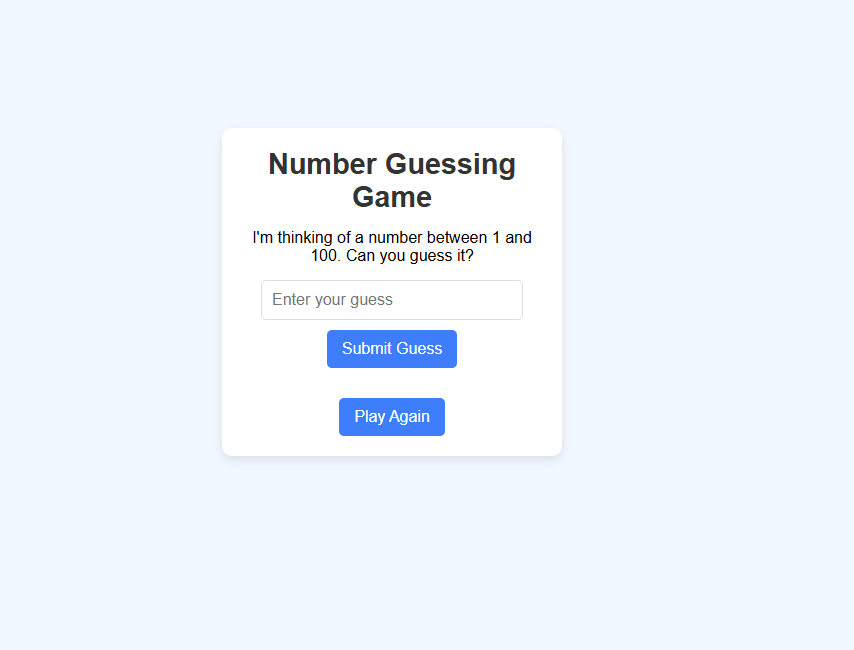 Number Guessing
Game
I'm thinking of a number between 1 and
100. Can you guess it?
Enter your guess
Submit Guess
Play Again